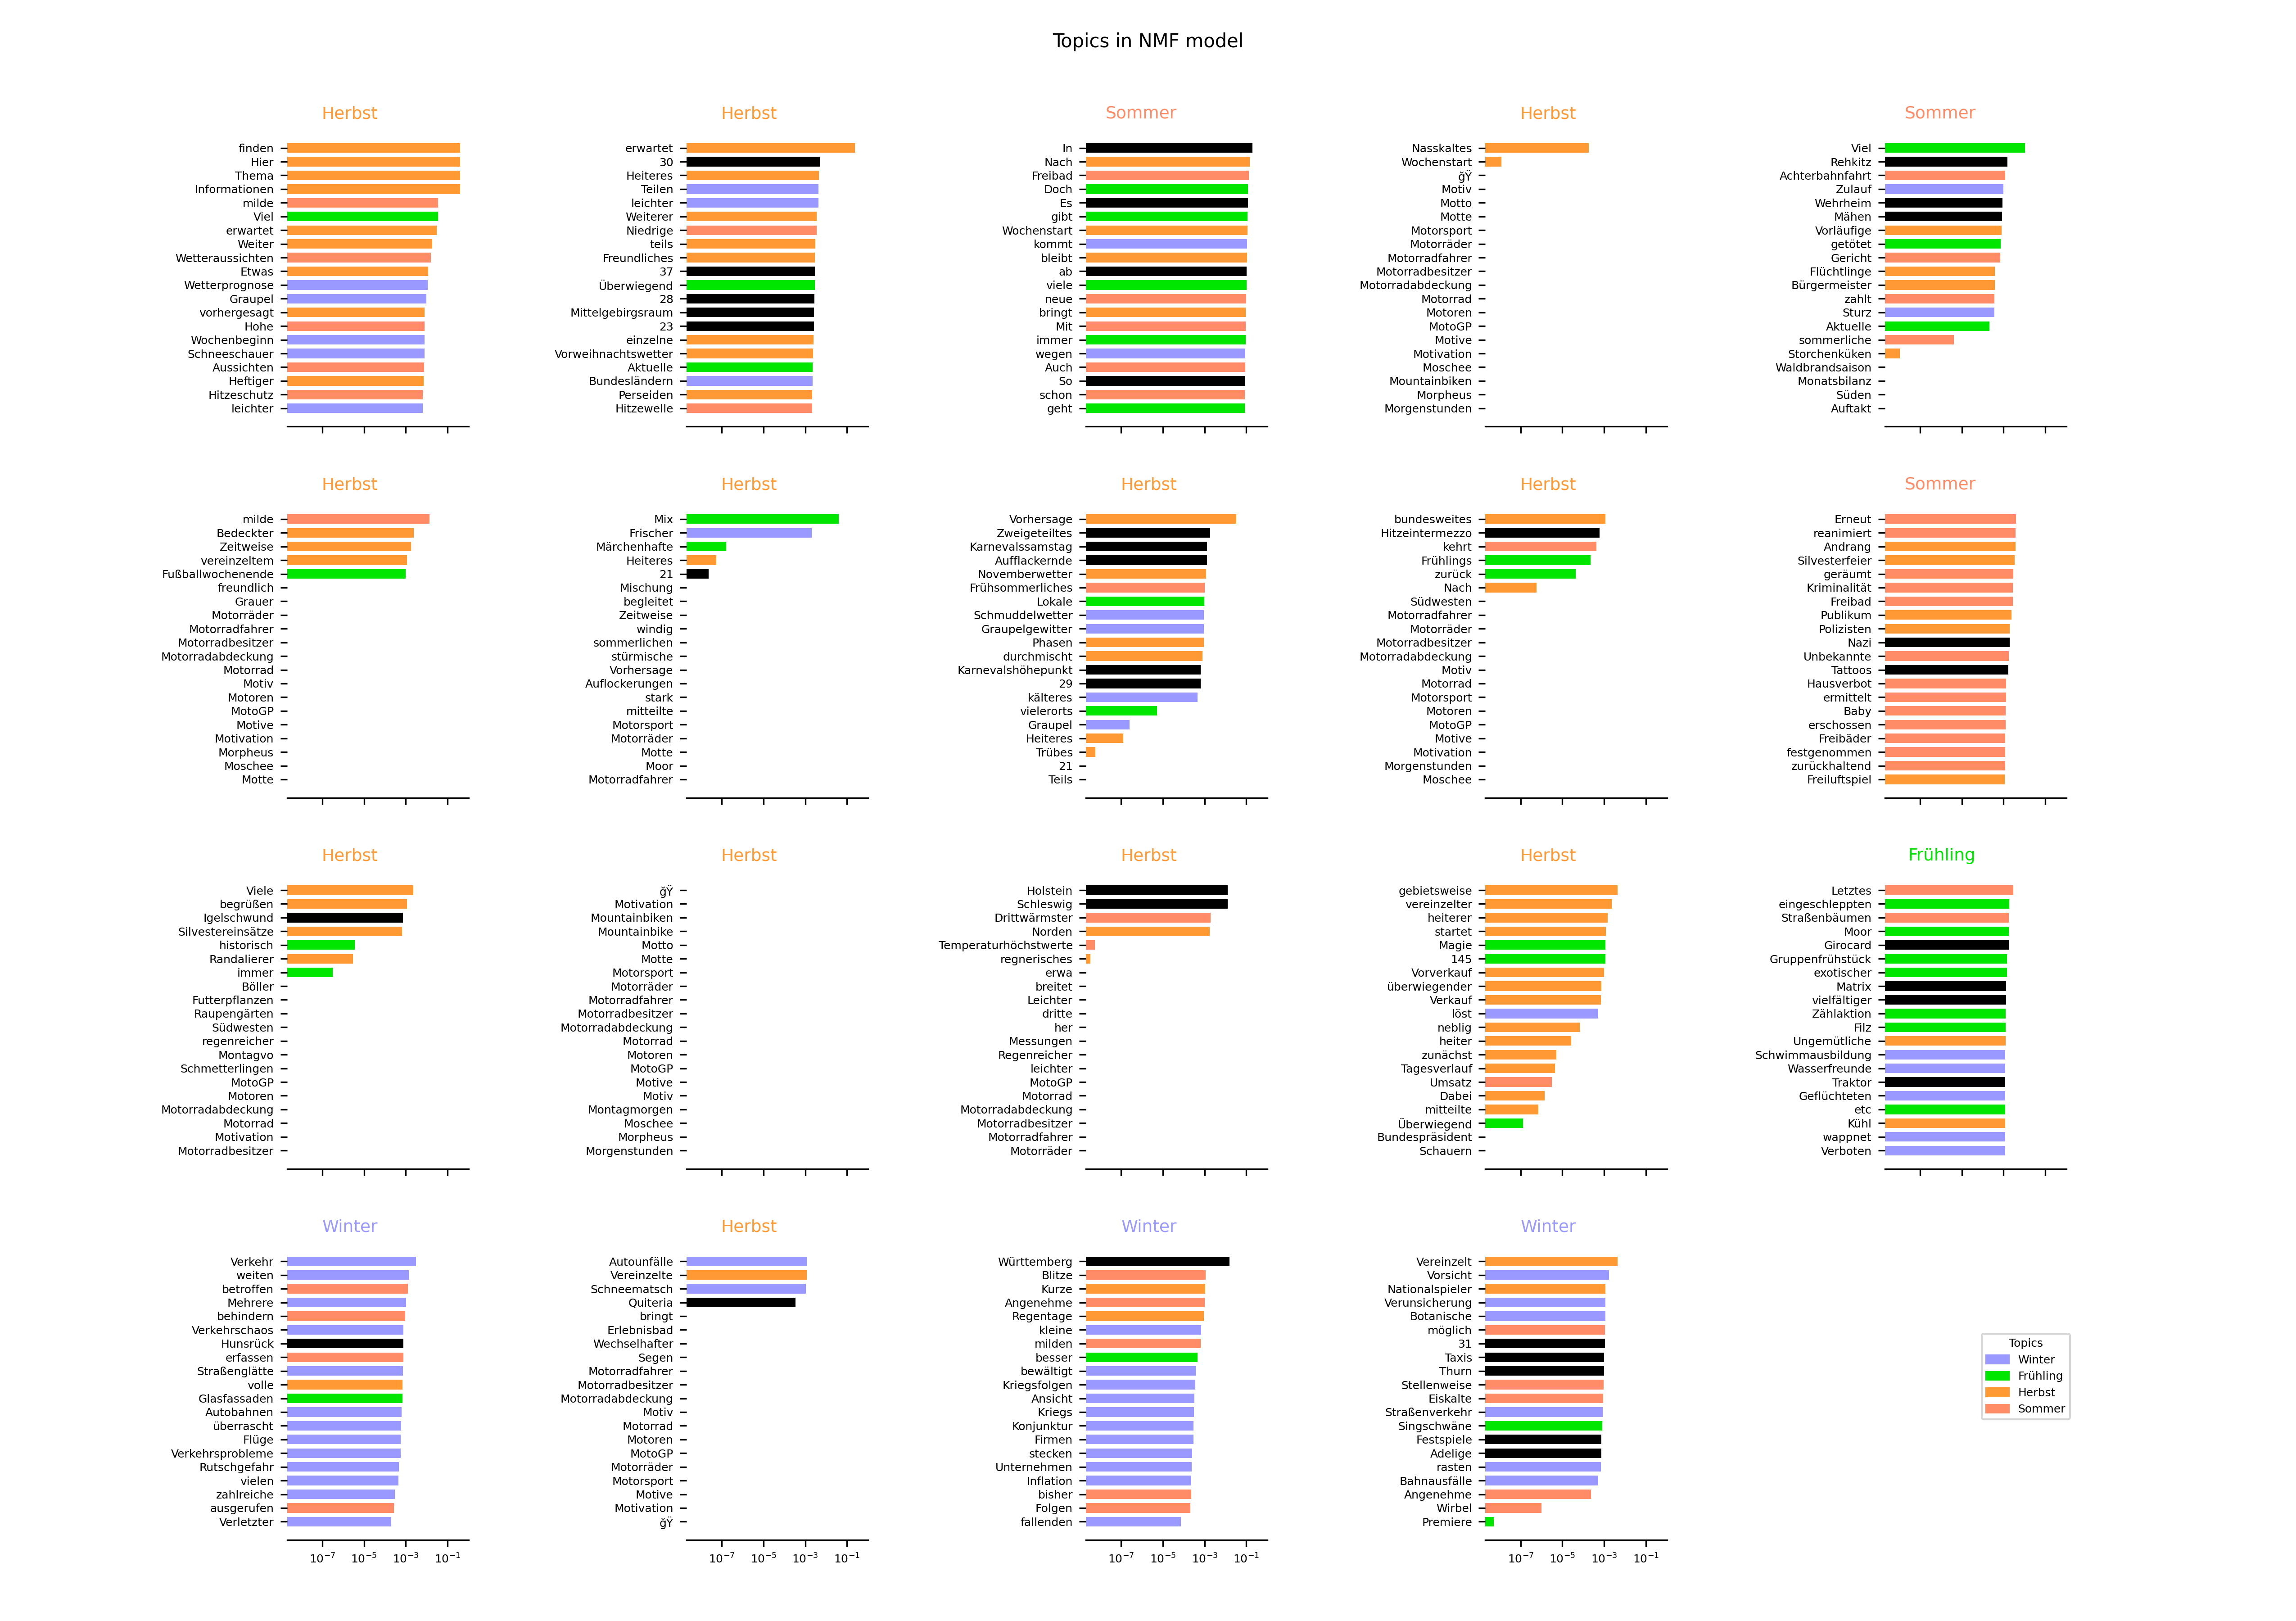 Topics in NMF model
Herbst
finden
Hier
Thema
Informationen
milde
Viel
erwartet
Weiter
Wetteraussichten
Etwas
Wetterprognose
Graupel
vorhergesagt
Hohe
Wochenbeginn
Schneeschauer
Aussichten
Heftiger
Hitzeschutz
leichter
Herbst
erwartet
30
Heiteres
Teilen
leichter
Weiterer
Niedrige
teils
Freundliches
37
Überwiegend
28
Mittelgebirgsraum
23
einzelne
Vorweihnachtswetter
Aktuelle
Bundesländern
Perseiden
Hitzewelle
Sommer
In
Nach
Freibad
Doch
Es
gibt
Wochenstart
kommt
bleibt
ab
viele
neue
bringt
Mit
immer
wegen
Auch
So
schon
geht
Herbst
Nasskaltes
Wochenstart
ğŸ
Motiv
Motto
Motte
Motorsport
Motorräder
Motorradfahrer
Motorradbesitzer
Motorradabdeckung
Motorrad
Motoren
MotoGP
Motive
Motivation
Moschee
Mountainbiken
Morpheus
Morgenstunden
Sommer
Viel
Rehkitz
Achterbahnfahrt
Zulauf
Wehrheim
Mähen
Vorläufige
getötet
Gericht
Flüchtlinge
Bürgermeister
zahlt
Sturz
Aktuelle
sommerliche
Storchenküken
Waldbrandsaison
Monatsbilanz
Süden
Auftakt
Herbst
milde
Bedeckter
Zeitweise
vereinzeltem
Fußballwochenende
freundlich
Grauer
Motorräder
Motorradfahrer
Motorradbesitzer
Motorradabdeckung
Motorrad
Motiv
Motoren
MotoGP
Motive
Motivation
Morpheus
Moschee
Motte
Herbst
Mix
Frischer
Märchenhafte
Heiteres
21
Mischung
begleitet
Zeitweise
windig
sommerlichen
stürmische
Vorhersage
Auflockerungen
stark
mitteilte
Motorsport
Motorräder
Motte
Moor
Motorradfahrer
Herbst
Vorhersage
Zweigeteiltes
Karnevalssamstag
Aufflackernde
Novemberwetter
Frühsommerliches
Lokale
Schmuddelwetter
Graupelgewitter
Phasen
durchmischt
Karnevalshöhepunkt
29
kälteres
vielerorts
Graupel
Heiteres
Trübes
21
Teils
Herbst
bundesweites
Hitzeintermezzo
kehrt
Frühlings
zurück
Nach
Südwesten
Motorradfahrer
Motorräder
Motorradbesitzer
Motorradabdeckung
Motiv
Motorrad
Motorsport
Motoren
MotoGP
Motive
Motivation
Morgenstunden
Moschee
Sommer
Erneut
reanimiert
Andrang
Silvesterfeier
geräumt
Kriminalität
Freibad
Publikum
Polizisten
Nazi
Unbekannte
Tattoos
Hausverbot
ermittelt
Baby
erschossen
Freibäder
festgenommen
zurückhaltend
Freiluftspiel
Herbst
Viele
begrüßen
Igelschwund
Silvestereinsätze
historisch
Randalierer
immer
Böller
Futterpflanzen
Raupengärten
Südwesten
regenreicher
Montagvo
Schmetterlingen
MotoGP
Motoren
Motorradabdeckung
Motorrad
Motivation
Motorradbesitzer
Herbst
ğŸ
Motivation
Mountainbiken
Mountainbike
Motto
Motte
Motorsport
Motorräder
Motorradfahrer
Motorradbesitzer
Motorradabdeckung
Motorrad
Motoren
MotoGP
Motive
Motiv
Montagmorgen
Moschee
Morpheus
Morgenstunden
Herbst
Holstein
Schleswig
Drittwärmster
Norden
Temperaturhöchstwerte
regnerisches
erwa
breitet
Leichter
dritte
her
Messungen
Regenreicher
leichter
MotoGP
Motorrad
Motorradabdeckung
Motorradbesitzer
Motorradfahrer
Motorräder
Herbst
gebietsweise
vereinzelter
heiterer
startet
Magie
145
Vorverkauf
überwiegender
Verkauf
löst
neblig
heiter
zunächst
Tagesverlauf
Umsatz
Dabei
mitteilte
Überwiegend
Bundespräsident
Schauern
Frühling
Letztes
eingeschleppten
Straßenbäumen
Moor
Girocard
Gruppenfrühstück
exotischer
Matrix
vielfältiger
Zählaktion
Filz
Ungemütliche
Schwimmausbildung
Wasserfreunde
Traktor
Geflüchteten
etc
Kühl
wappnet
Verboten
Winter
Verkehr
weiten
betroffen
Mehrere
behindern
Verkehrschaos
Hunsrück
erfassen
Straßenglätte
volle
Glasfassaden
Autobahnen
überrascht
Flüge
Verkehrsprobleme
Rutschgefahr
vielen
zahlreiche
ausgerufen
Verletzter
10⁻⁷ 10⁻⁵ 10⁻³ 10⁻¹
Herbst
Autounfälle
Vereinzelte
Schneematsch
Quiteria
bringt
Erlebnisbad
Wechselhafter
Segen
Motorradfahrer
Motorradbesitzer
Motorradabdeckung
Motiv
Motorrad
Motoren
MotoGP
Motorräder
Motorsport
Motive
Motivation
ğŸ
10⁻⁷ 10⁻⁵ 10⁻³ 10⁻¹
Winter
Württemberg
Blitze
Kurze
Angenehme
Regentage
kleine
milden
besser
bewältigt
Kriegsfolgen
Ansicht
Kriegs
Konjunktur
Firmen
stecken
Unternehmen
Inflation
bisher
Folgen
fallenden
10⁻⁷ 10⁻⁵ 10⁻³ 10⁻¹
Winter
Vereinzelt
Vorsicht
Nationalspieler
Verunsicherung
Botanische
möglich
31
Taxis
Thurn
Stellenweise
Eiskalte
Straßenverkehr
Singschwäne
Festspiele
Adelige
rasten
Bahnausfälle
Angenehme
Wirbel
Premiere
10⁻⁷ 10⁻⁵ 10⁻³ 10⁻¹
Topics
Winter
Frühling
Herbst
Sommer